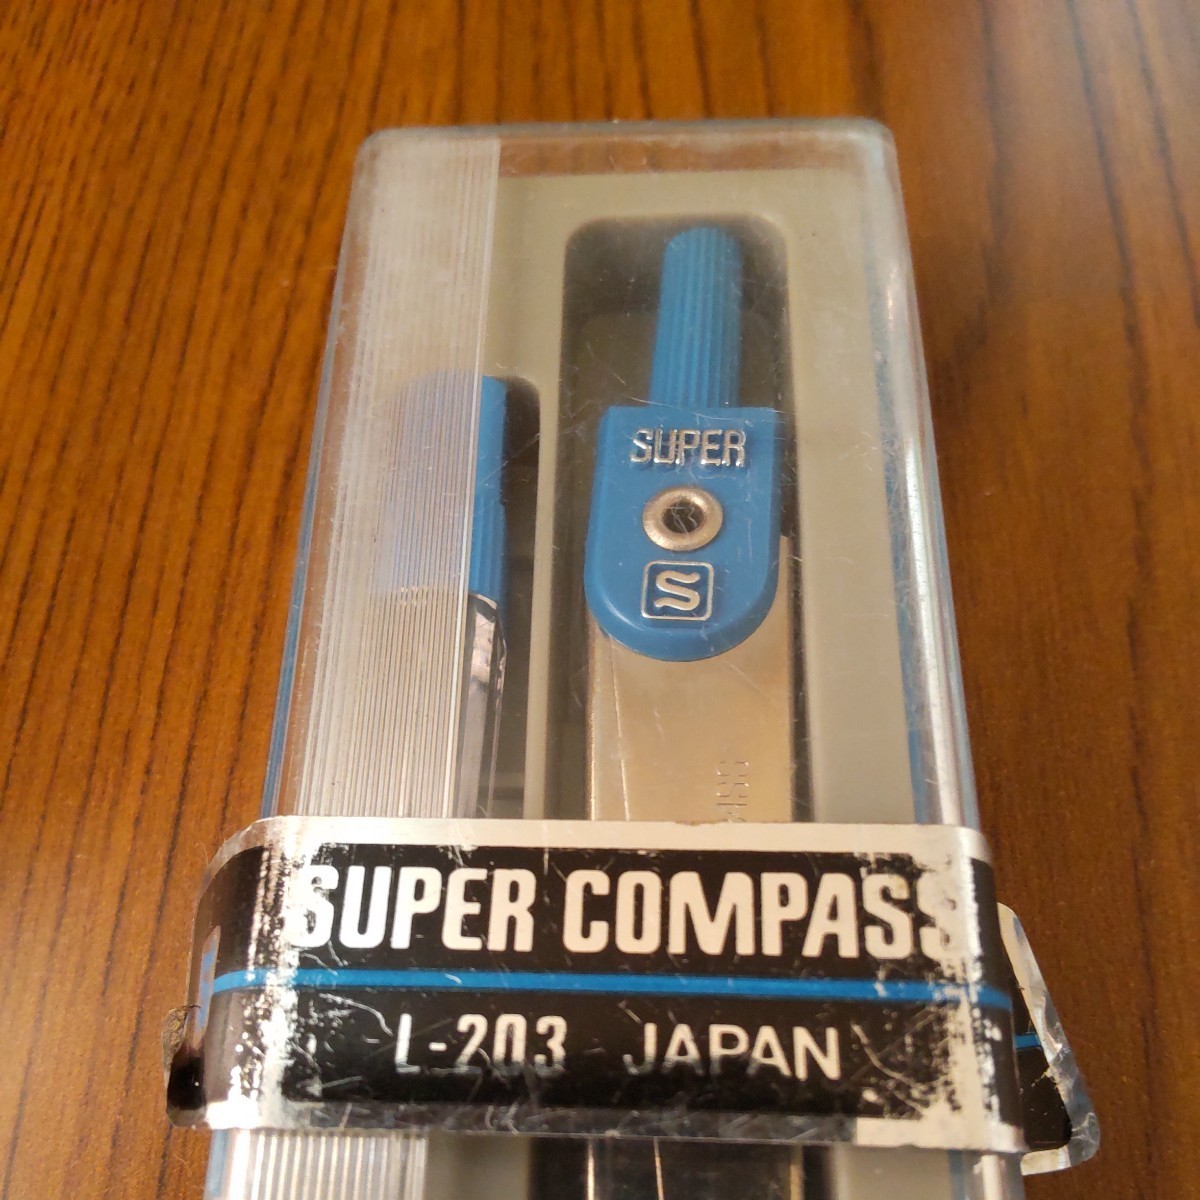 SUPER
S
SUPER COMPASS
L-203 JAPAN